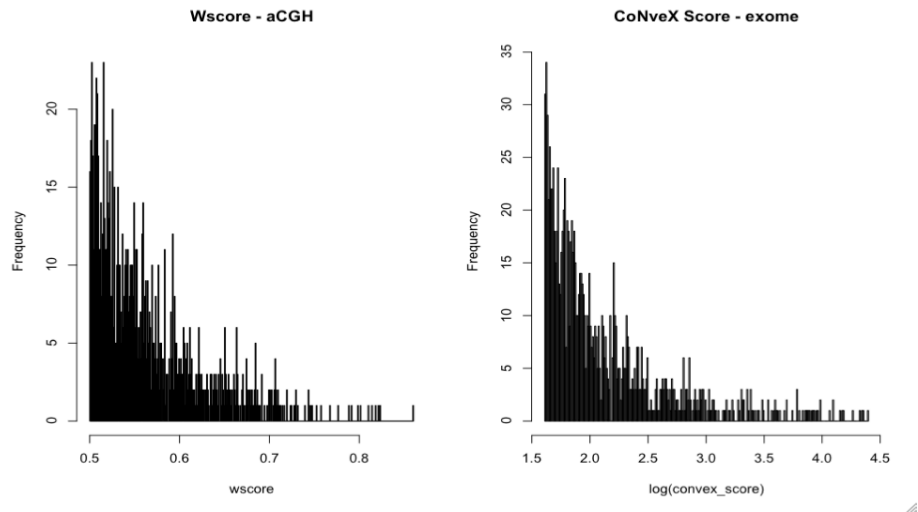 Wscore - aCGH
Frequency
20
15
10
5
0
0.5 0.6 0.7 0.8
wscore
CoNveX Score - exome
Frequency
35
30
25
20
15
10
5
0
1.5 2.0 2.5 3.0 3.5 4.0 4.5
log(convex_score)